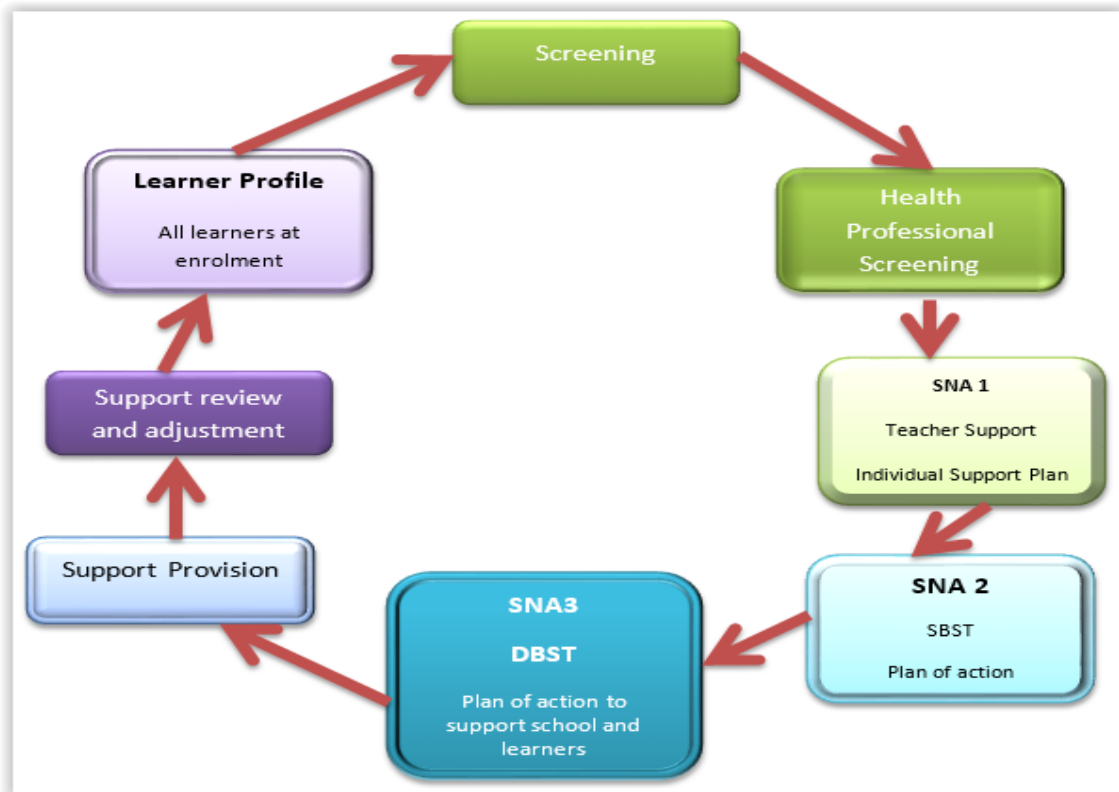 Screening
Health
Professional
Screening
SNA 1
Teacher Support
Individual Support Plan
SNA 2
SBST
Plan of action
SNA3
DBST
Plan of action to
support school and
learners
Support Provision
Support review
and adjustment
Learner Profile
All learners at
enrolment